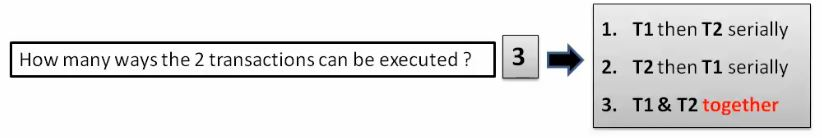 How many ways the 2 transactions can be executed ?
3
1. T1 then T2 serially
2. T2 then T1 serially
3. T1 & T2 together